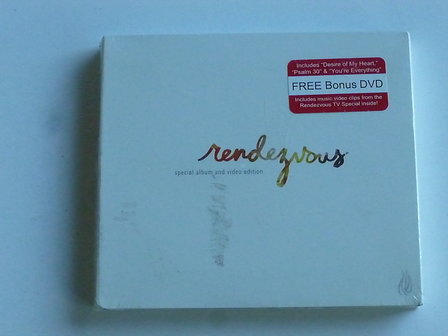 Includes "Desire of My Heart,"
"Psalm 30" & "You're Everything"
FREE Bonus DVD
Includes music video clips from the
Rendezvous TV Special inside!
rendezvous
special album and video edition